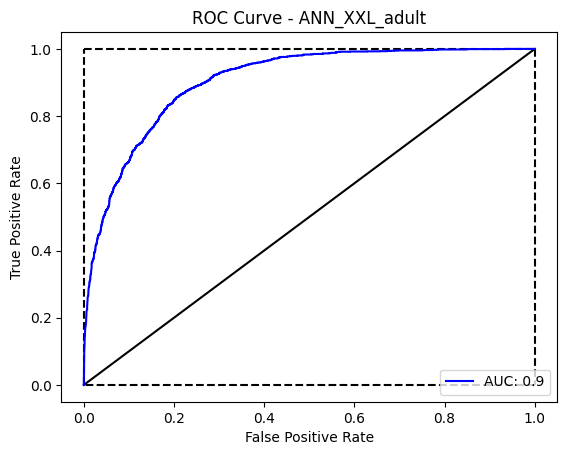 ROC Curve - ANN_XXL_adult
True Positive Rate
1.0
0.8
0.6
0.4
0.2
0.0
AUC: 0.9
0.0 0.2 0.4 0.6 0.8 1.0
False Positive Rate